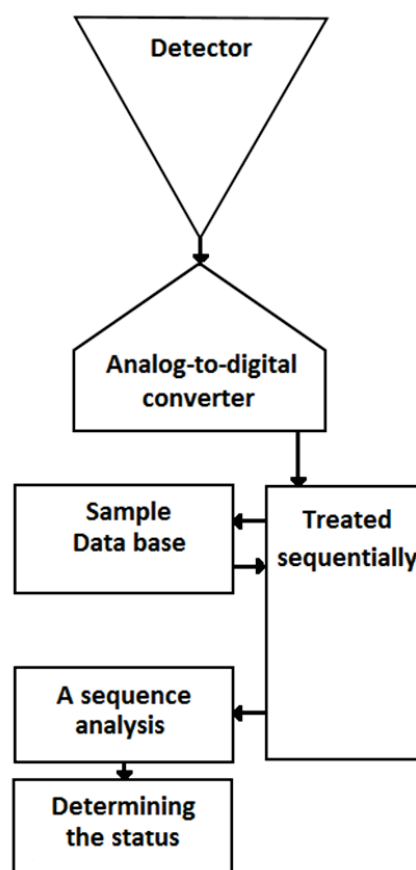 Detector
Analog-to-digital
converter
Sample
Data base
Treated
sequentially
A sequence
analysis
Determining
the status